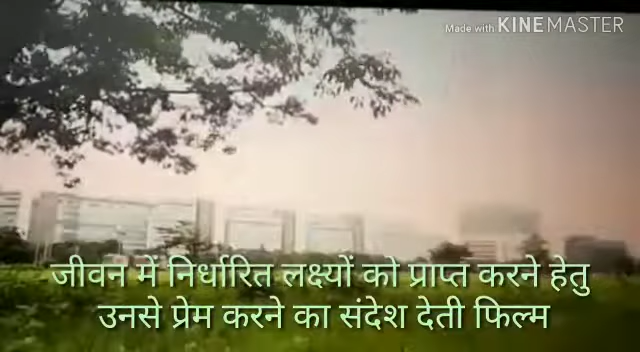 Made with KINEMASTER
जीवन में निर्धारित लक्ष्यों को प्राप्त करने हेतु
उनसे प्रेम करने का संदेश देती फिल्म